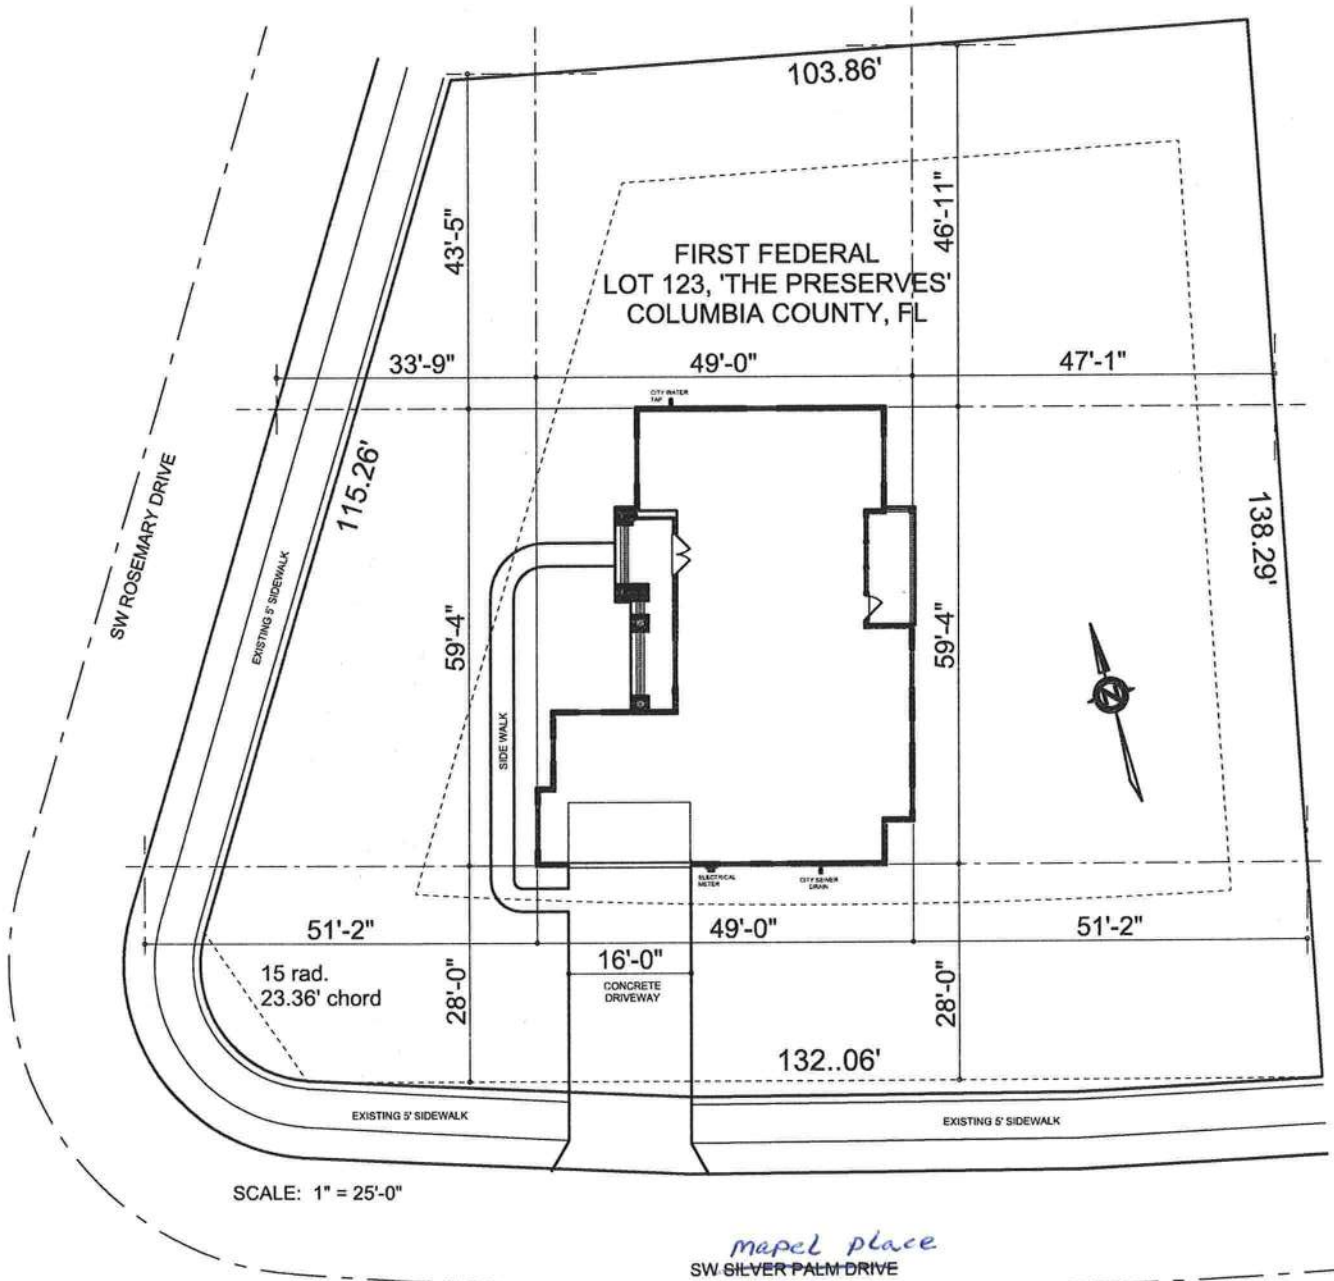 103.86'
43'-5"
46'-11"
FIRST FEDERAL
LOT 123, 'THE PRESERVES'
COLUMBIA COUNTY, FL
33'-9"
49'-0"
47'-1"
CITY WATER
TAP
115.26'
138.29'
SW ROSEMARY DRIVE
EXISTING 5' SIDEWALK
59'-4"
59'-4"
N
SIDE WALK
ELECTRICAL
METER
CITY SEWER
DRAIN
51'-2"
49'-0"
51'-2"
15 rad.
23.36' chord
28'-0"
16'-0"
CONCRETE
DRIVEWAY
28'-0"
132..06'
EXISTING 5' SIDEWALK
EXISTING 5' SIDEWALK
SCALE: 1" = 25'-0"
mapel place
SW SILVER PALM DRIVE